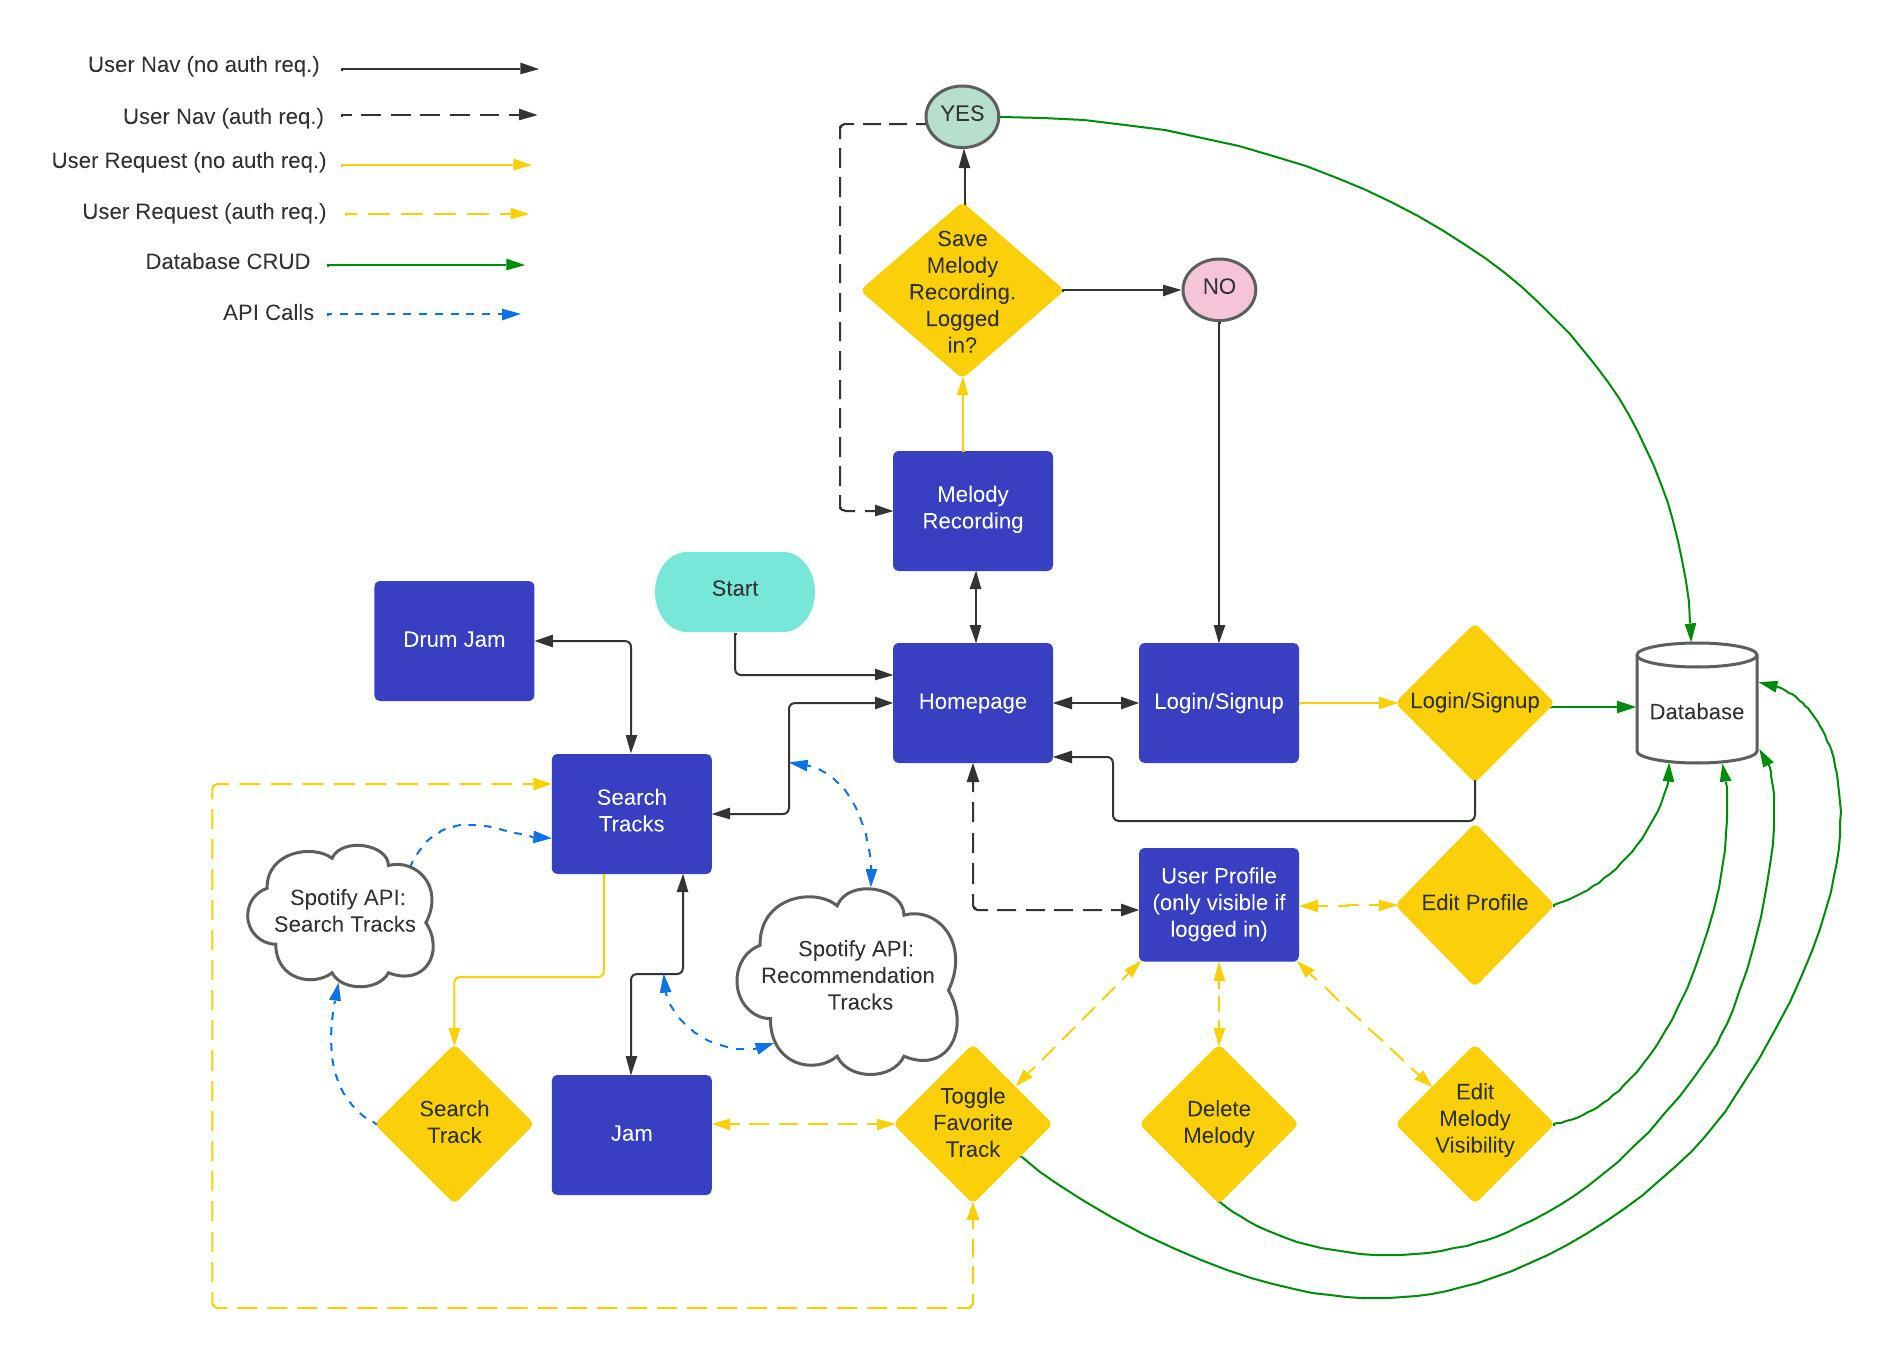 User Nav (no auth req.)
User Nav (auth req.)
User Request (no auth req.)
User Request (auth req.)
Database CRUD
API Calls
YES
Save
Melody
Recording.
Logged
in?
NO
Melody
Recording
Start
Drum Jam
Homepage
Login/Signup
Login/Signup
Database
Search
Tracks
User Profile
(only visible if
logged in)
Edit Profile
Spotify API:
Search Tracks
Spotify API:
Recommendation
Tracks
Search
Track
Jam
Toggle
Favorite
Track
Delete
Melody
Edit
Melody
Visibility